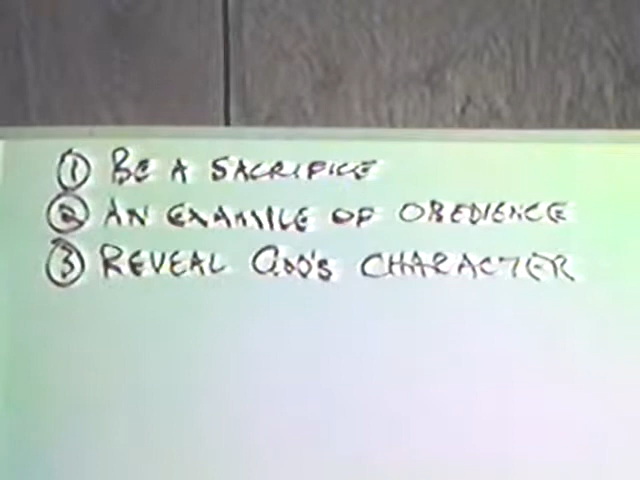 ① BE A SACRIFICE
② AN EXAMPLE OF OBEDIENCE
③ REVEAL GOD'S CHARACTER